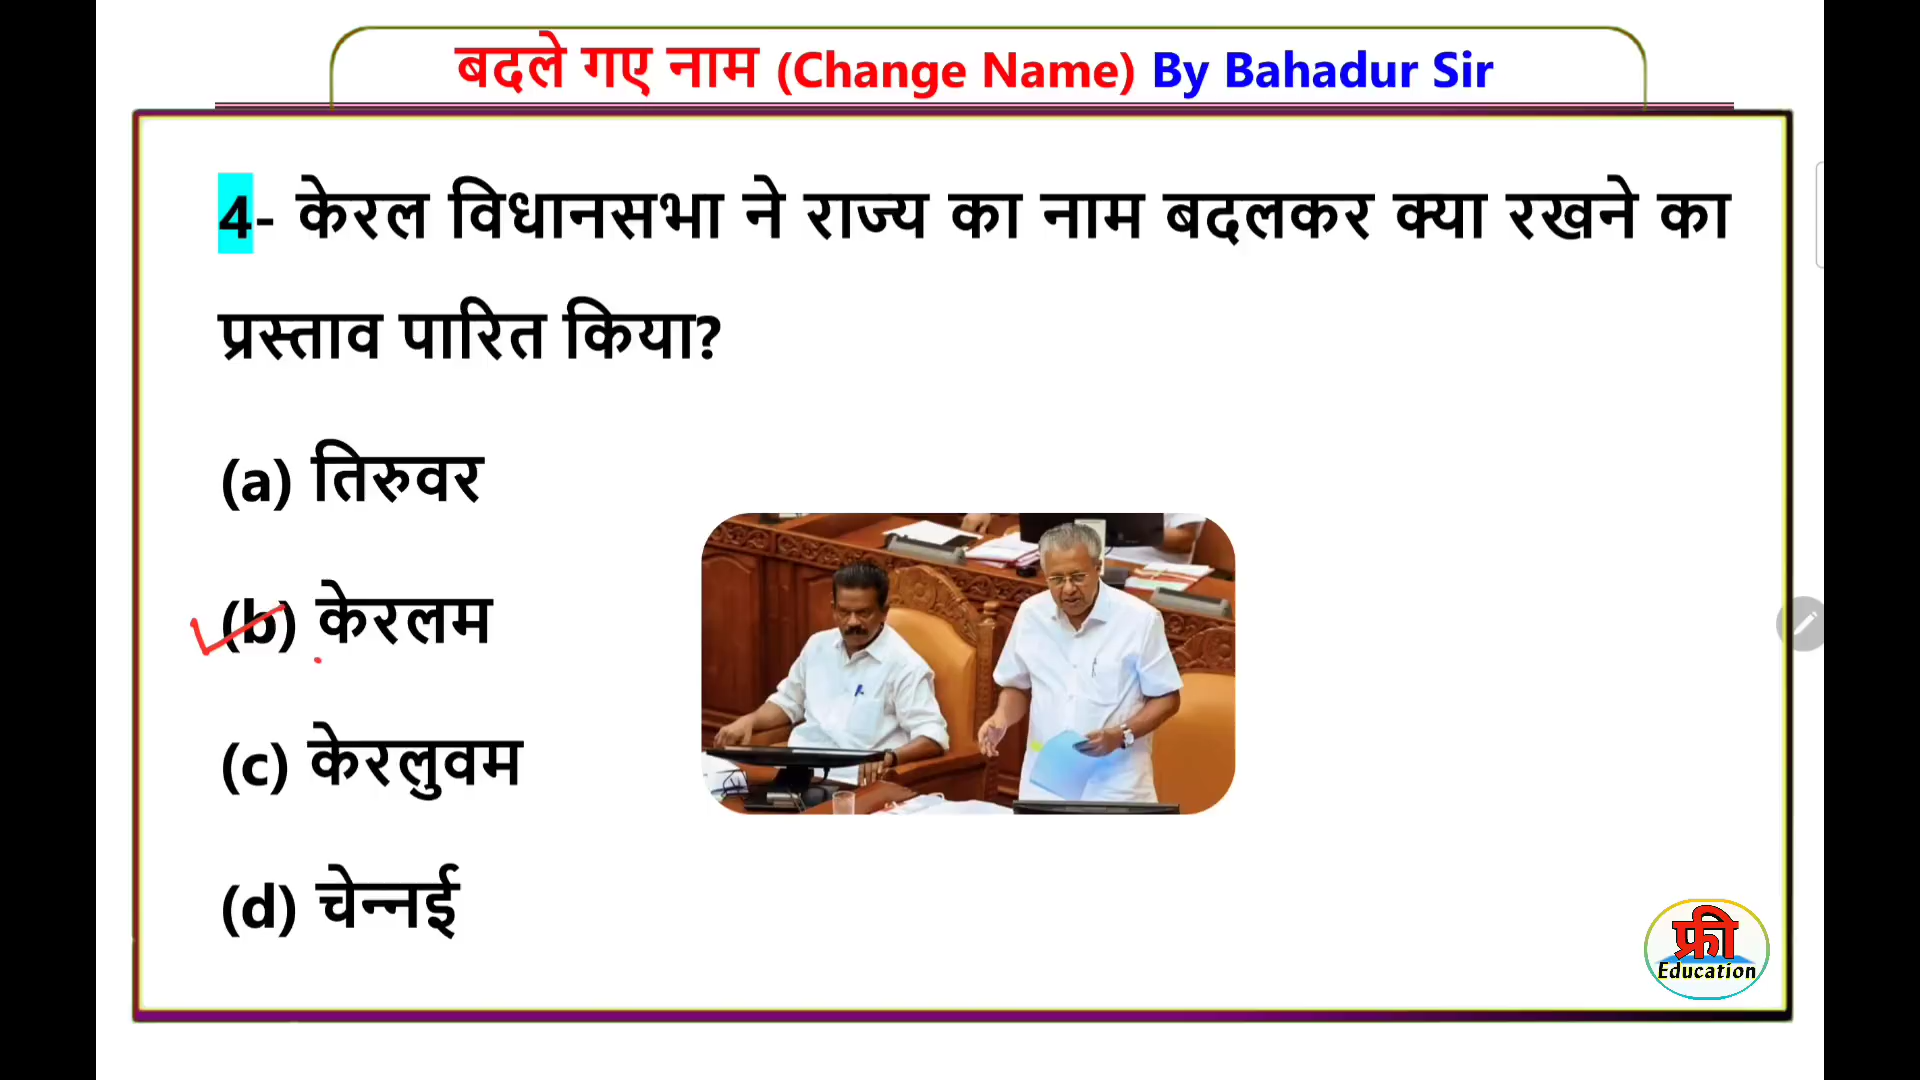 बदले गए नाम (Change Name) By Bahadur Sir
4- केरल विधानसभा ने राज्य का नाम बदलकर क्या रखने का
प्रस्ताव पारित किया?
(a) तिरुवर
(b) केरलम
(c) केरलुवम
(d) चेन्नई
फ्री
Education